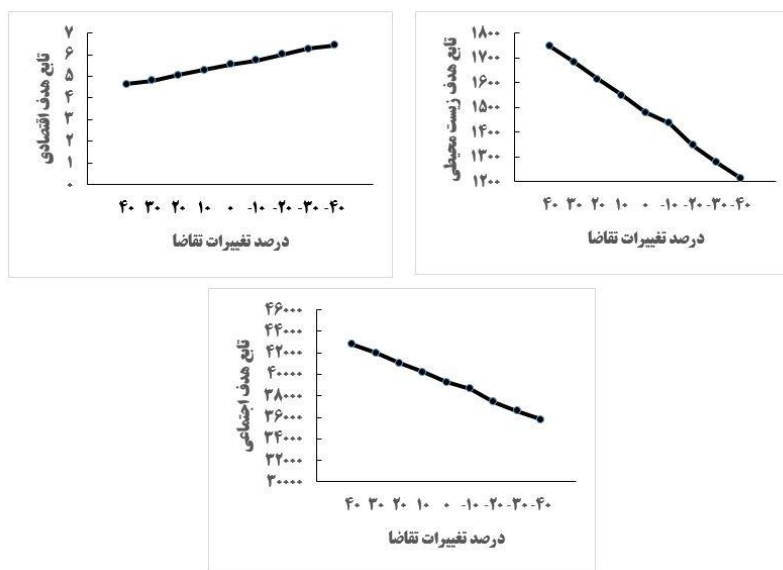 ۷
۶
۵
۴
۳
۲
۱
۰
تابع هدف اقتصادی
۴۰ ۳۰ ۲۰ ۱۰ ۰ -۱۰ -۲۰ -۳۰ -۴۰
درصد تغییرات تقاضا
۱۸۰۰
۱۷۰۰
۱۶۰۰
۱۵۰۰
۱۴۰۰
۱۳۰۰
۱۲۰۰
تابع هدف زیست محیطی
۴۰ ۳۰ ۲۰ ۱۰ ۰ -۱۰ -۲۰ -۳۰ -۴۰
درصد تغییرات تقاضا
۴۶۰۰۰
۴۴۰۰۰
۴۲۰۰۰
۴۰۰۰۰
۳۸۰۰۰
۳۶۰۰۰
۳۴۰۰۰
۳۲۰۰۰
۳۰۰۰۰
تابع هدف اجتماعی
۴۰ ۳۰ ۲۰ ۱۰ ۰ -۱۰ -۲۰ -۳۰ -۴۰
درصد تغییرات تقاضا